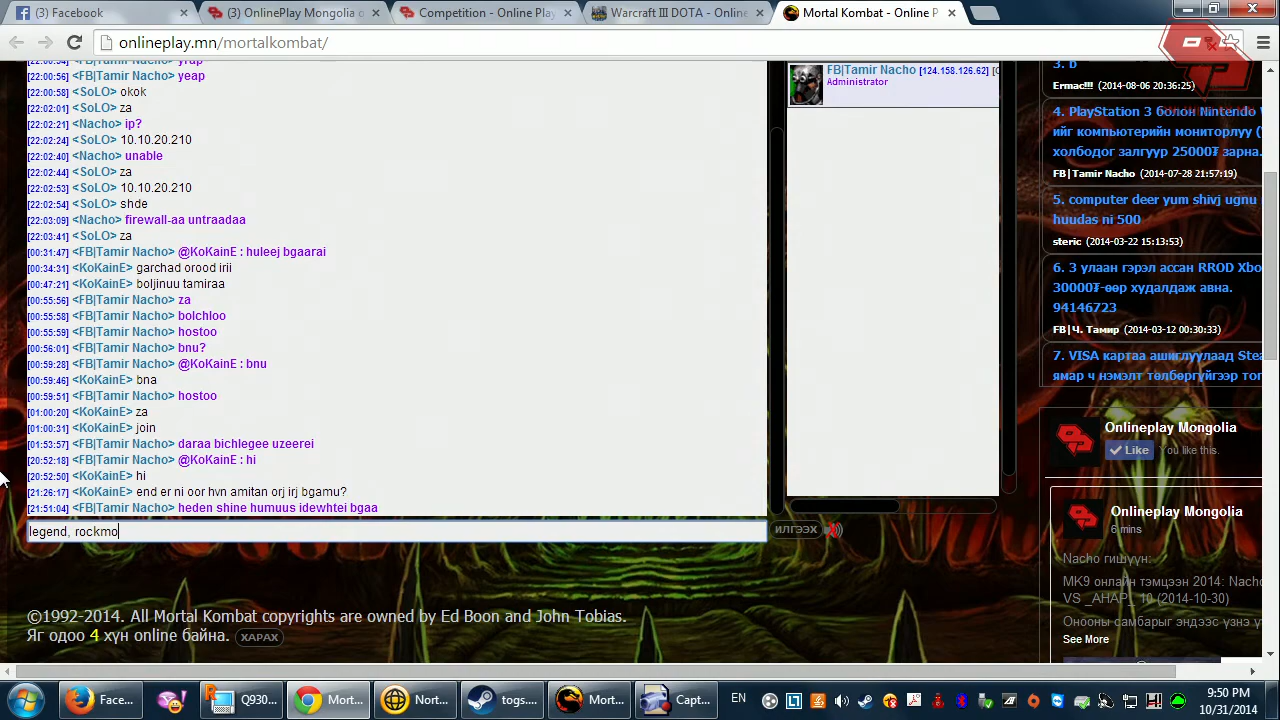 (3) Facebook
(3) OnlinePlay Mongolia
Competition - Online Play
Warcraft III DOTA - Online
Mortal Kombat - Online P
onlineplay.mn/mortalkombat/
[22:00:54] <FB|Tamir Nacho> yrap
[22:00:56] <FB|Tamir Nacho> yeap
[22:00:58] <SoLO> okok
[22:02:01] <SoLO> za
[22:02:21] <Nacho> ip?
[22:02:24] <SoLO> 10.10.20.210
[22:02:40] <Nacho> unable
[22:02:44] <SoLO> za
[22:02:53] <SoLO> 10.10.20.210
[22:02:54] <SoLO> shde
[22:03:09] <Nacho> firewall-aa untraadaa
[22:03:41] <SoLO> za
[00:31:47] <FB|Tamir Nacho> @KoKainE : huleej bgaarai
[00:34:31] <KoKainE> garchad orood irii
[00:47:21] <KoKainE> boljinuu tamiraa
[00:55:56] <FB|Tamir Nacho> za
[00:55:58] <FB|Tamir Nacho> bolchloo
[00:55:59] <FB|Tamir Nacho> hostoo
[00:56:01] <FB|Tamir Nacho> bnu?
[00:59:28] <FB|Tamir Nacho> @KoKainE : bnu
[00:59:46] <KoKainE> bna
[00:59:51] <FB|Tamir Nacho> hostoo
[01:00:20] <KoKainE> za
[01:00:31] <KoKainE> join
[01:53:57] <FB|Tamir Nacho> daraa bichlegee uzeerei
[20:52:18] <FB|Tamir Nacho> @KoKainE : hi
[20:52:50] <KoKainE> hi
[21:26:17] <KoKainE> end er ni oor hvn amitan orj irj bgamu?
[21:51:04] <FB|Tamir Nacho> heden shine humuus idewhtei bgaa
legend, rockmo
ИЛГЭЭХ
FB|Tamir Nacho [124.158.126.62]
Administrator
3. b
Ermac!!! (2014-08-06 20:36:25)
4. PlayStation 3 болон Nintendo
ийг компьютерийн мониторлуу (
холбодог залгуур 25000₮ зарна.
FB|Tamir Nacho (2014-07-28 21:57:19)
5. computer deer yum shivj ugnu
huudas ni 500
steric (2014-03-22 15:13:53)
6. 3 улаан гэрэл ассан RROD Xbo
30000₮-өөр худалдаж авна.
94146723
FB|Ч. Тамир (2014-03-12 00:30:33)
7. VISA картаа ашиглуулаад Stea
ямар ч нэмэлт төлбөргүйгээр тог
Onlineplay Mongolia
Like You like this.
Onlineplay Mongolia
6 mins
Nacho гишүүн:
MK9 онлайн тэмцээн 2014: Nacho
VS _AHAP_ 10 (2014-10-30)
Онооны самбарыг эндээс үзнэ ү
See More
©1992-2014. All Mortal Kombat copyrights are owned by Ed Boon and John Tobias.
Яг одоо 4 хүн online байна. ХАРАХ
Face...
Q930...
Mort...
Nort...
togs....
Mort...
Capt...
EN
9:50 PM
10/31/2014